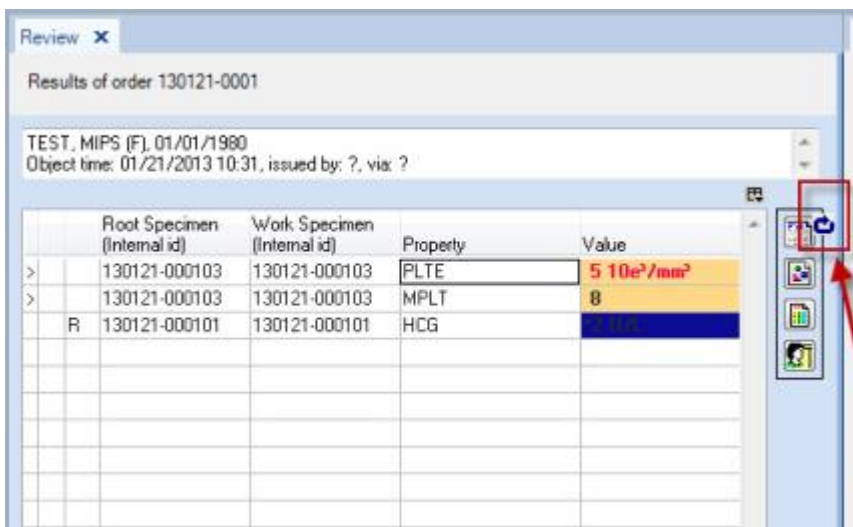 Review
Results of order 130121-0001
TEST, MIPS (F), 01/01/1980
Object time: 01/21/2013 10:31, issued by: ?, via: ?
Root Specimen (Internal id) Work Specimen (Internal id) Property Value
> 130121-000103 130121-000103 PLTE 5 10e³/mm³
> 130121-000103 130121-000103 MPLT 8
R 130121-000101 130121-000101 HCG